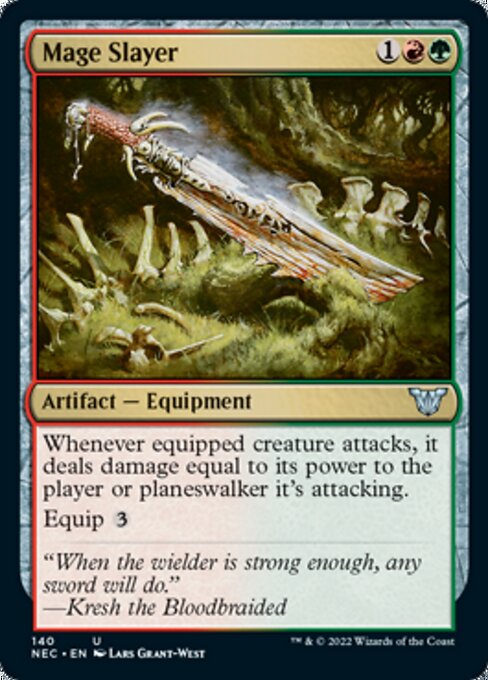 Mage Slayer 1
Artifact — Equipment
Whenever equipped creature attacks, it
deals damage equal to its power to the
player or planeswalker it's attacking.
Equip 3
“When the wielder is strong enough, any
sword will do.”
—Kresh the Bloodbraided
140 U
NEC • EN Lars Grant-West
™ & © 2022 Wizards of the Coast